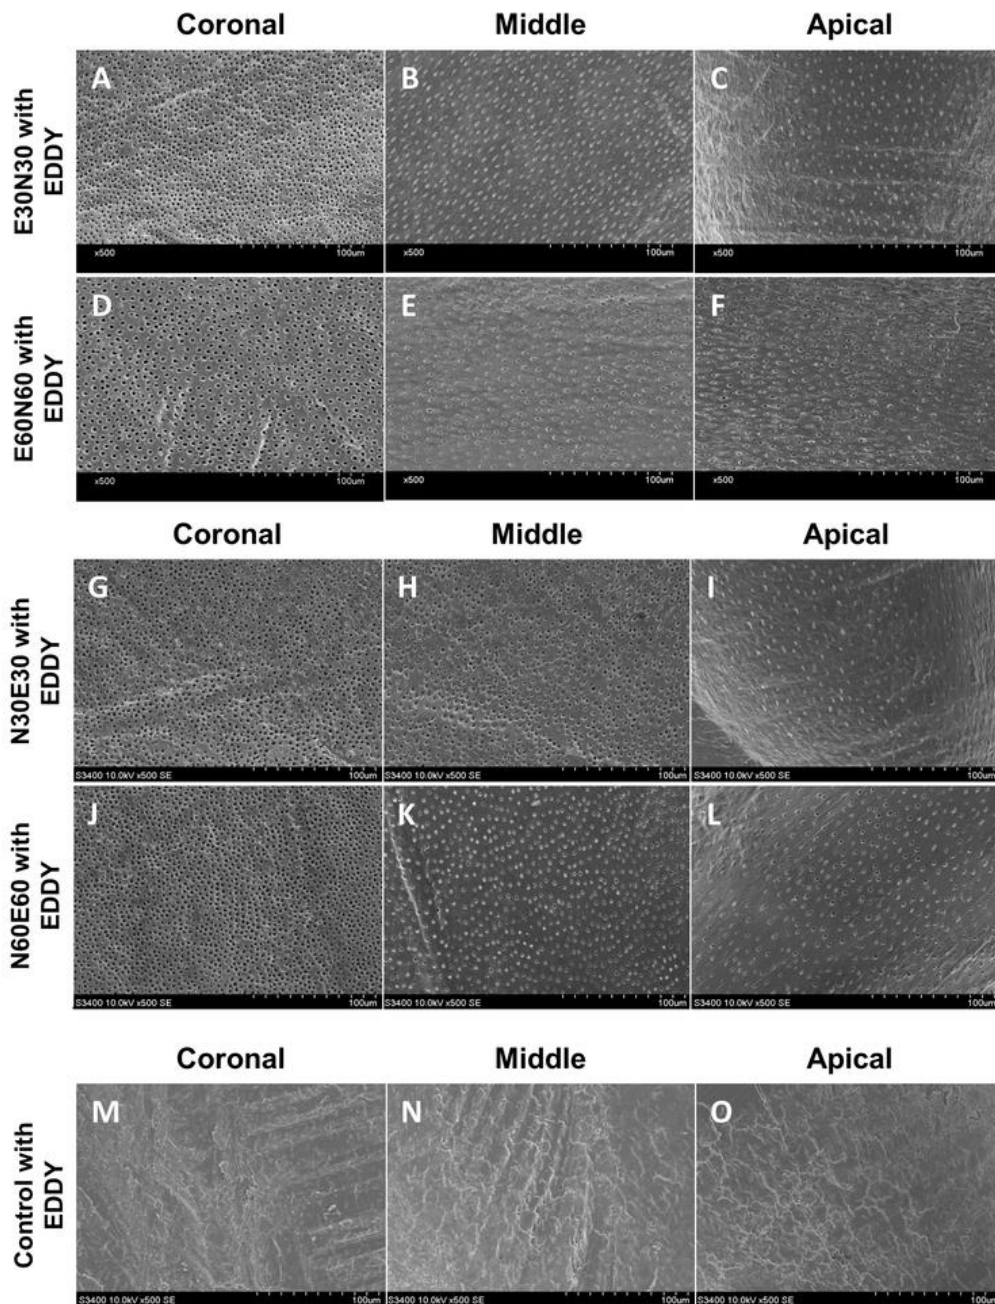 Coronal Middle Apical
E30N30 with
EDDY
A B C
x500 100um x500 100um x500 100um
E60N60 with
EDDY
D E F
x500 100um x500 100um x500 100um
Coronal Middle Apical
N30E30 with
EDDY
G H I
S3400 10.0kV x500 SE 100um S3400 10.0kV x500 SE 100um S3400 10.0kV x500 SE 100um
N60E60 with
EDDY
J K L
S3400 10.0kV x500 SE 100um S3400 10.0kV x500 SE 100um S3400 10.0kV x500 SE 100um
Coronal Middle Apical
Control with
EDDY
M N O
S3400 10.0kV x500 SE 100um S3400 10.0kV x500 SE 100um S3400 10.0kV x500 SE 100um